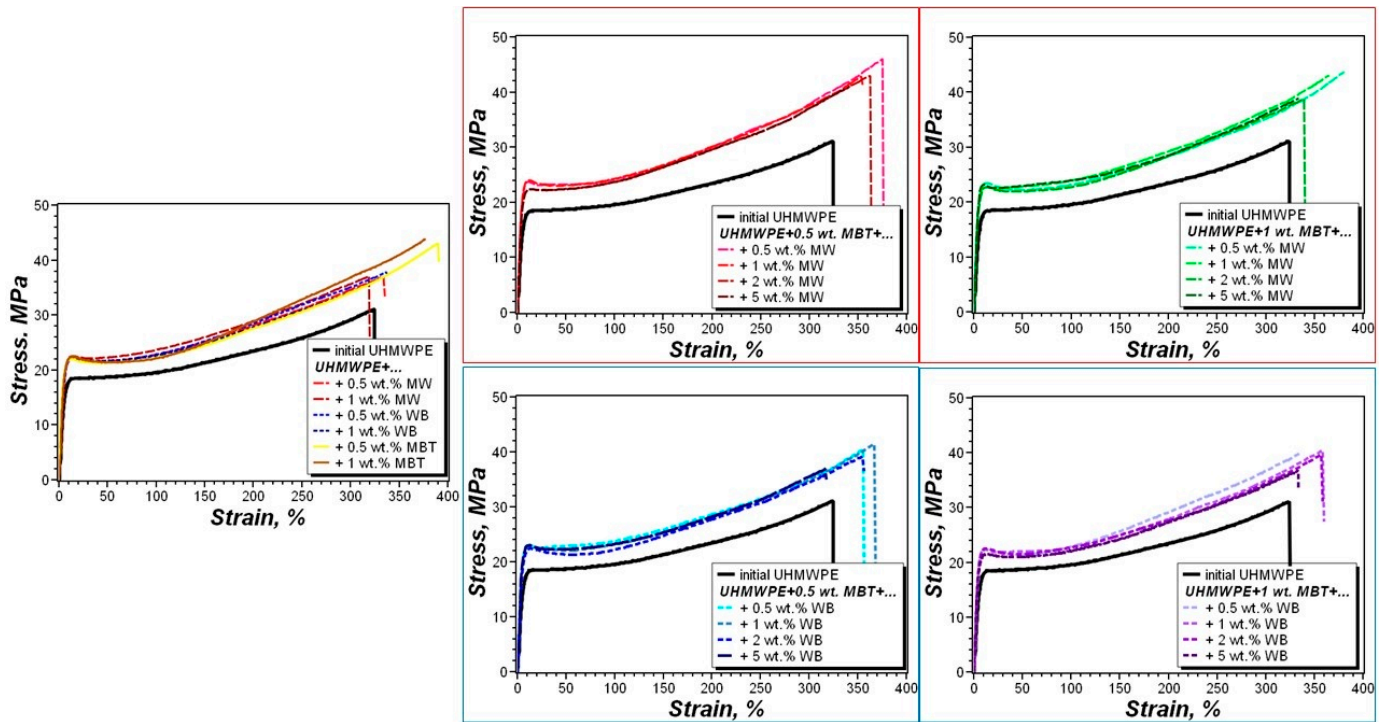 50
40
30
20
10
0
Stress. MPa
initial UHMWPE
UHMWPE+...
+ 0.5 wt.% MW
+ 1 wt.% MW
+ 0.5 wt.% WB
+ 1 wt.% WB
+ 0.5 wt.% MBT
+ 1 wt.% MBT
0 50 100 150 200 250 300 350 400
Strain, %
50
40
30
20
10
0
Stress, MPa
initial UHMWPE
UHMWPE+0.5 wt. MBT+...
+ 0.5 wt.% MW
+ 1 wt.% MW
+ 2 wt.% MW
+ 5 wt.% MW
0 50 100 150 200 250 300 350 400
Strain, %
50
40
30
20
10
0
Stress, MPa
initial UHMWPE
UHMWPE+1 wt. MBT+...
+ 0.5 wt.% MW
+ 1 wt.% MW
+ 2 wt.% MW
+ 5 wt.% MW
0 50 100 150 200 250 300 350 400
Strain, %
50
40
30
20
10
0
Stress, MPa
initial UHMWPE
UHMWPE+0.5 wt. MBT+...
+ 0.5 wt.% WB
+ 1 wt.% WB
+ 2 wt.% WB
+ 5 wt.% WB
0 50 100 150 200 250 300 350 400
Strain, %
50
40
30
20
10
0
Stress, MPa
initial UHMWPE
UHMWPE+1 wt. MBT+...
+ 0.5 wt.% WB
+ 1 wt.% WB
+ 2 wt.% WB
+ 5 wt.% WB
0 50 100 150 200 250 300 350 400
Strain, %